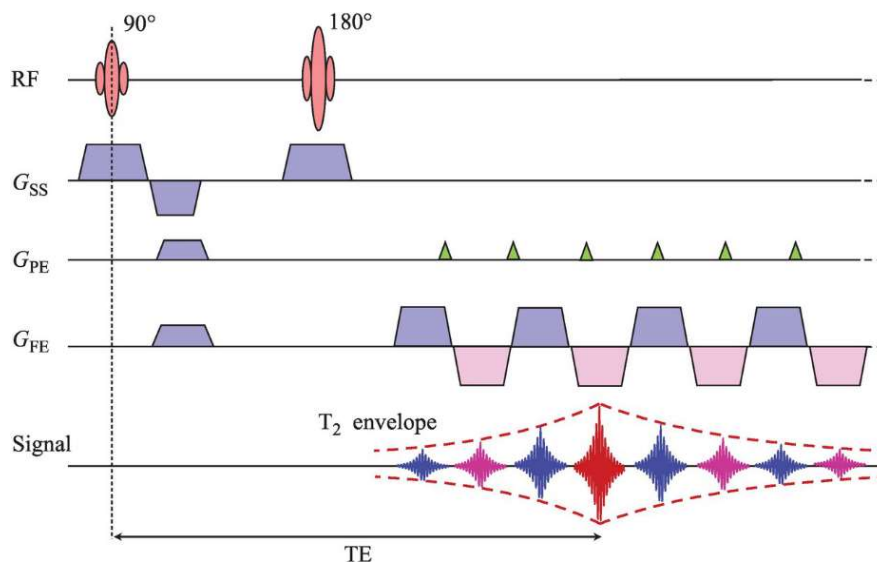 90°
180°
RF
G_SS
G_PE
G_FE
T₂ envelope
Signal
TE